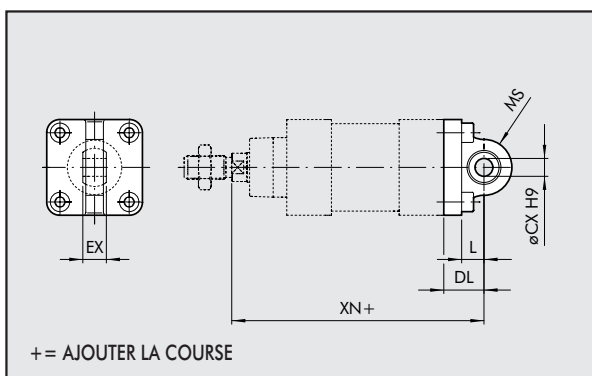 MS
øCX H9
EX
L
DL
XN+
+= AJOUTER LA COURSE